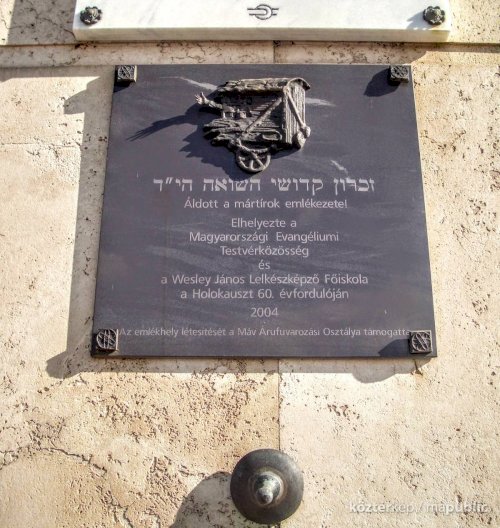 זכרון קדושי השואה הי"ד
Áldott a mártírok emlékezete!
Elhelyezte a
Magyarországi Evangéliumi
Testvérközösség
és
a Wesley János Lelkészképző Főiskola
a Holokauszt 60. évfordulóján
2004
Az emlékhely létesítését a Máv Árufuvarozási Osztálya támogatta
köztérkép / mapublic